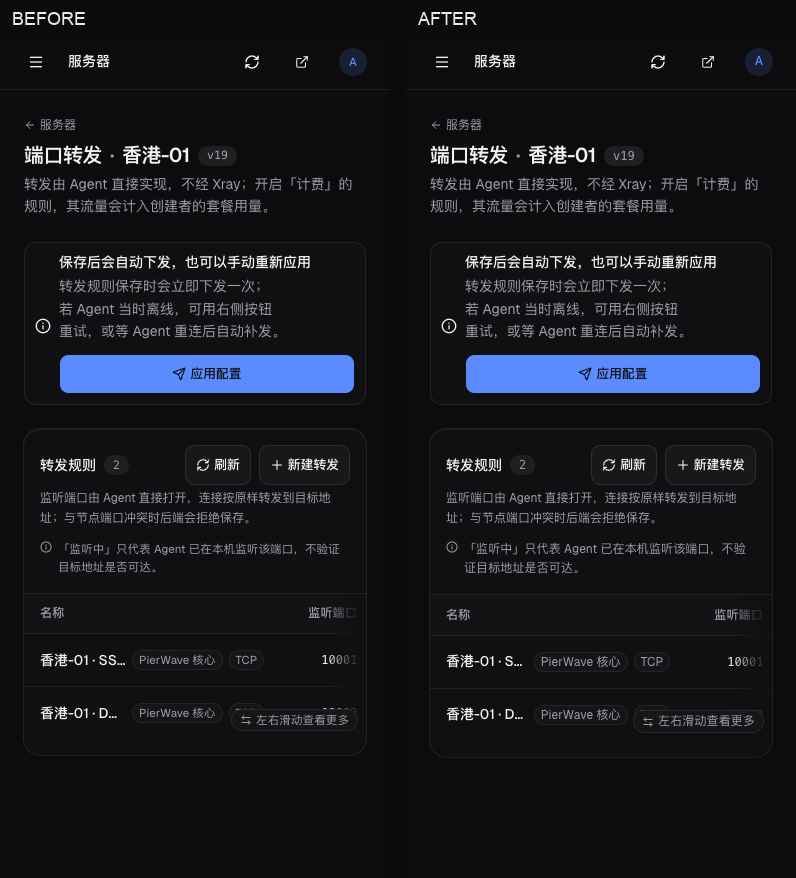 BEFORE
服务器
A
← 服务器
端口转发 · 香港-01 v19
转发由 Agent 直接实现，不经 Xray；开启「计费」的
规则，其流量会计入创建者的套餐用量。
保存后会自动下发，也可以手动重新应用
转发规则保存时会立即下发一次；
若 Agent 当时离线，可用右侧按钮
重试，或等 Agent 重连后自动补发。
应用配置
转发规则 2 刷新 + 新建转发
监听端口由 Agent 直接打开，连接按原样转发到目标地
址；与节点端口冲突时后端会拒绝保存。
「监听中」只代表 Agent 已在本机监听该端口，不验证
目标地址是否可达。
名称 监听端口
香港-01 · SS... PierWave 核心 TCP 10001
香港-01 · D... PierWave 核心
左右滑动查看更多
AFTER
服务器
A
← 服务器
端口转发 · 香港-01 v19
转发由 Agent 直接实现，不经 Xray；开启「计费」的
规则，其流量会计入创建者的套餐用量。
保存后会自动下发，也可以手动重新应用
转发规则保存时会立即下发一次；
若 Agent 当时离线，可用右侧按钮
重试，或等 Agent 重连后自动补发。
应用配置
转发规则 2 刷新 + 新建转发
监听端口由 Agent 直接打开，连接按原样转发到目标地
址；与节点端口冲突时后端会拒绝保存。
「监听中」只代表 Agent 已在本机监听该端口，不验
证目标地址是否可达。
名称 监听端口
香港-01 · S... PierWave 核心 TCP 10001
香港-01 · D... PierWave 核心
左右滑动查看更多